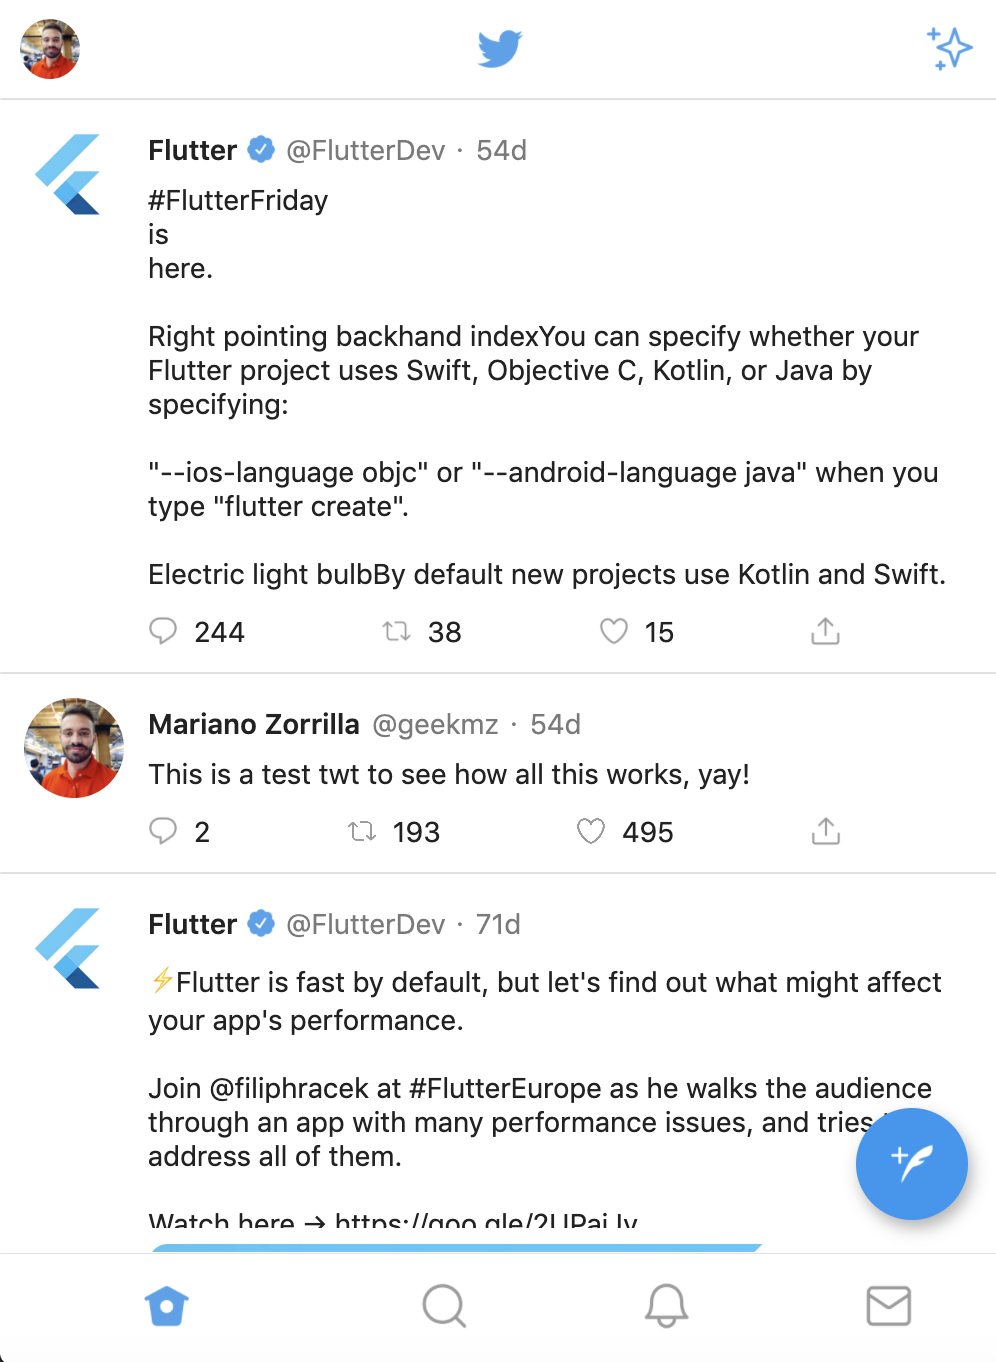 Flutter @FlutterDev · 54d
#FlutterFriday
is
here.
Right pointing backhand indexYou can specify whether your
Flutter project uses Swift, Objective C, Kotlin, or Java by
specifying:
"--ios-language objc" or "--android-language java" when you
type "flutter create".
Electric light bulbBy default new projects use Kotlin and Swift.
244 38 15
Mariano Zorrilla @geekmz · 54d
This is a test twt to see how all this works, yay!
2 193 495
Flutter @FlutterDev · 71d
⚡Flutter is fast by default, but let's find out what might affect
your app's performance.
Join @filiphracek at #FlutterEurope as he walks the audience
through an app with many performance issues, and tries
address all of them.
Watch here → https://goo.gle/2UPaiJv